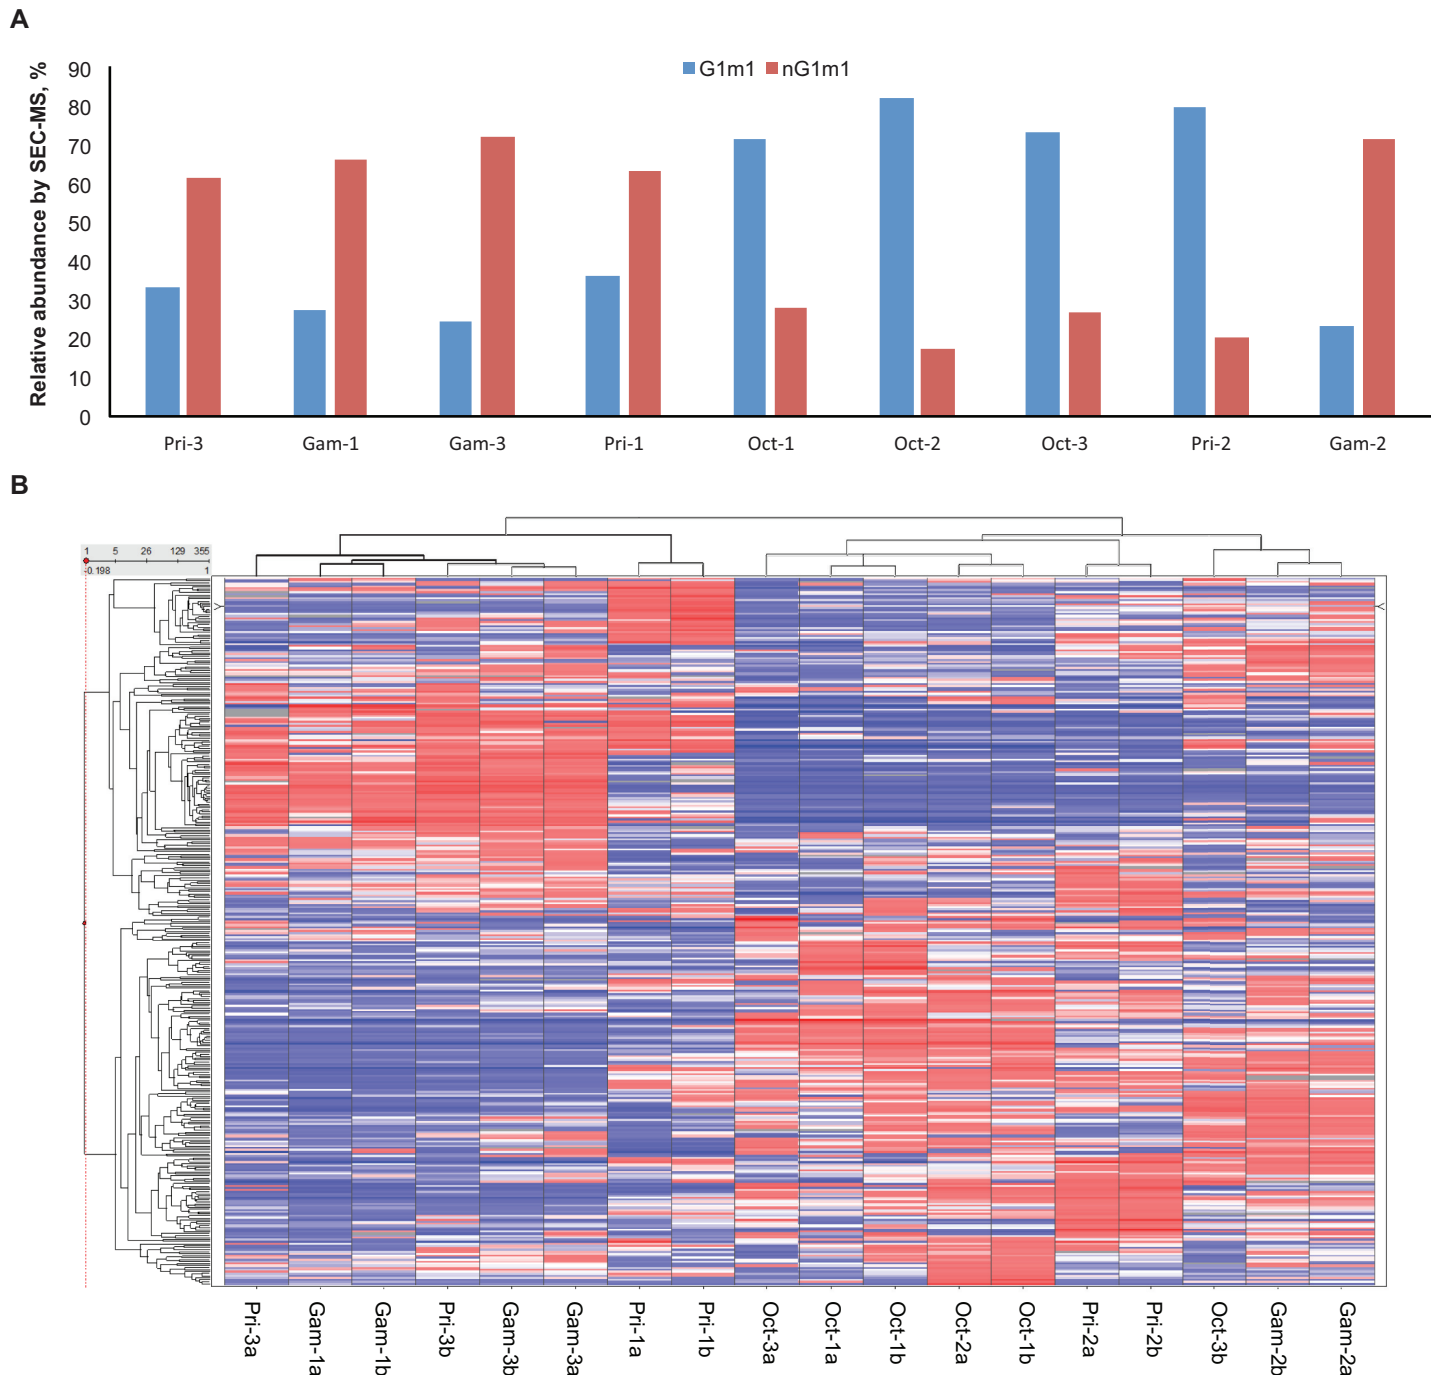 A
Relative abundance by SEC-MS, %
G1m1 nG1m1
90
80
70
60
50
40
30
20
10
0
Pri-3 Gam-1 Gam-3 Pri-1 Oct-1 Oct-2 Oct-3 Pri-2 Gam-2
B
1 5 26 129 355
-0.198 1
Pri-3a Gam-1a Gam-1b Pri-3b Gam-3b Gam-3a Pri-1a Pri-1b Oct-3a Oct-1a Oct-1b Oct-2a Oct-1b Pri-2a Pri-2b Oct-3b Gam-2b Gam-2a